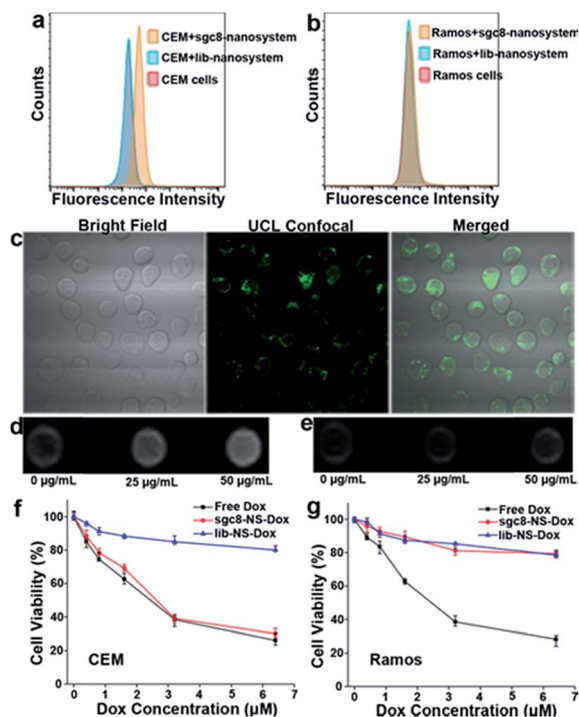 a
CEM+sgc8-nanosystem
CEM+lib-nanosystem
CEM cells
Counts
Fluorescence Intensity
b
Ramos+sgc8-nanosystem
Ramos+lib-nanosystem
Ramos cells
Counts
Fluorescence Intensity
Bright Field UCL Confocal Merged
c
d
0 µg/mL 25 µg/mL 50 µg/mL
e
0 µg/mL 25 µg/mL 50 µg/mL
f
Free Dox
sgc8-NS-Dox
lib-NS-Dox
100
80
60
40
20
0
Cell Viability (%)
CEM
0 1 2 3 4 5 6 7
Dox Concentration (µM)
g
Free Dox
sgc8-NS-Dox
lib-NS-Dox
100
80
60
40
20
0
Cell Viability (%)
Ramos
0 1 2 3 4 5 6 7
Dox Concentration (µM)